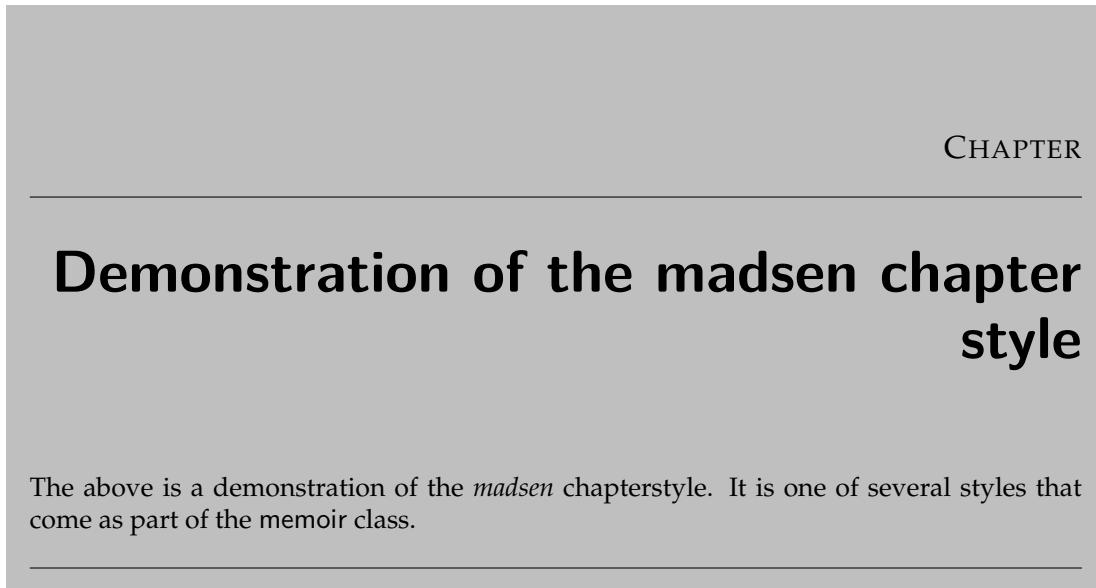 CHAPTER
Demonstration of the madsen chapter
style
The above is a demonstration of the madsen chapterstyle. It is one of several styles that
come as part of the memoir class.